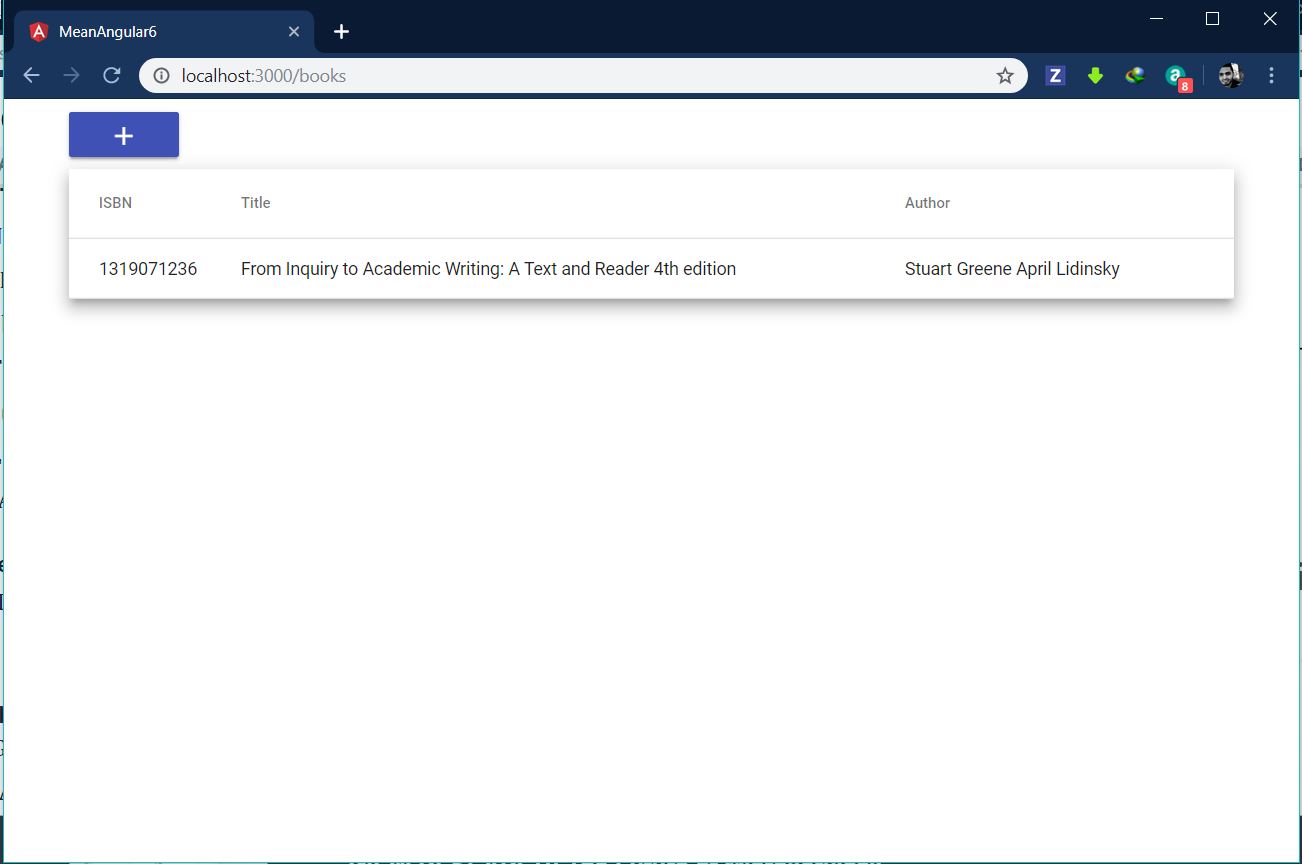 MeanAngular6
localhost:3000/books
Z
a
8
+
ISBN Title Author
1319071236 From Inquiry to Academic Writing: A Text and Reader 4th edition Stuart Greene April Lidinsky